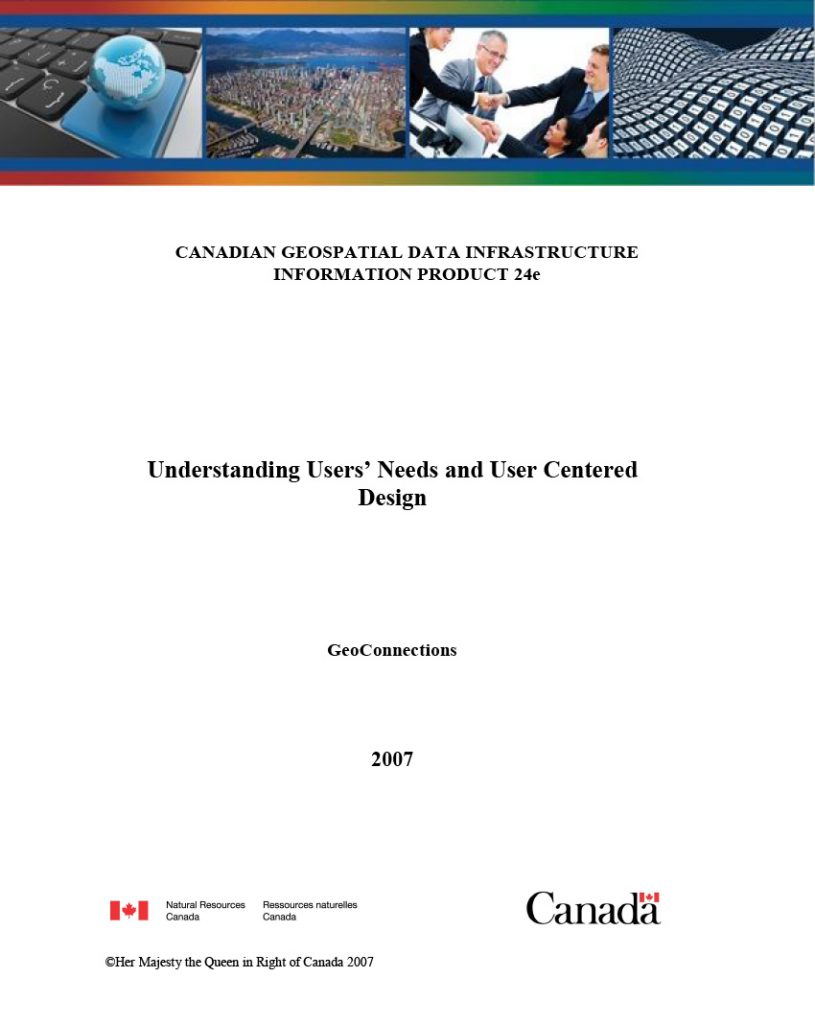 CANADIAN GEOSPATIAL DATA INFRASTRUCTURE
INFORMATION PRODUCT 24e
Understanding Users’ Needs and User Centered
Design
GeoConnections
2007
Natural Resources
Canada
Ressources naturelles
Canada
Canada
©Her Majesty the Queen in Right of Canada 2007